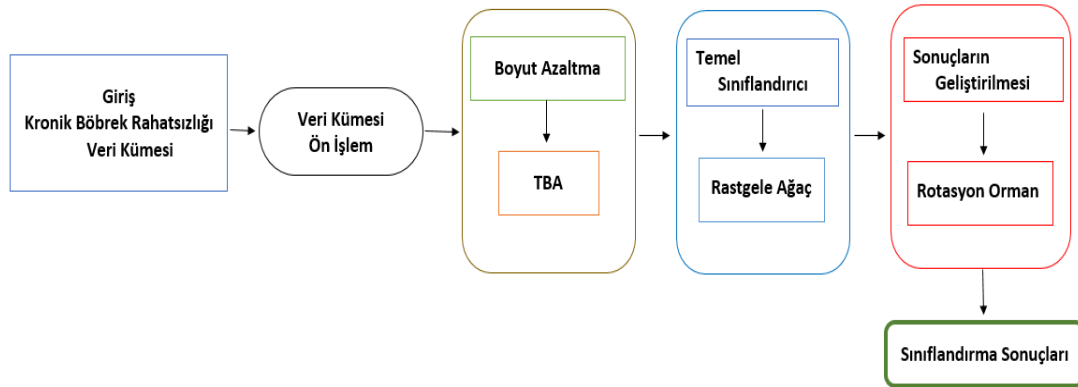 Giriş
Kronik Böbrek Rahatsızlığı
Veri Kümesi
Veri Kümesi
Ön İşlem
Boyut Azaltma
TBA
Temel
Sınıflandırıcı
Rastgele Ağaç
Sonuçların
Geliştirilmesi
Rotasyon Orman
Sınıflandırma Sonuçları